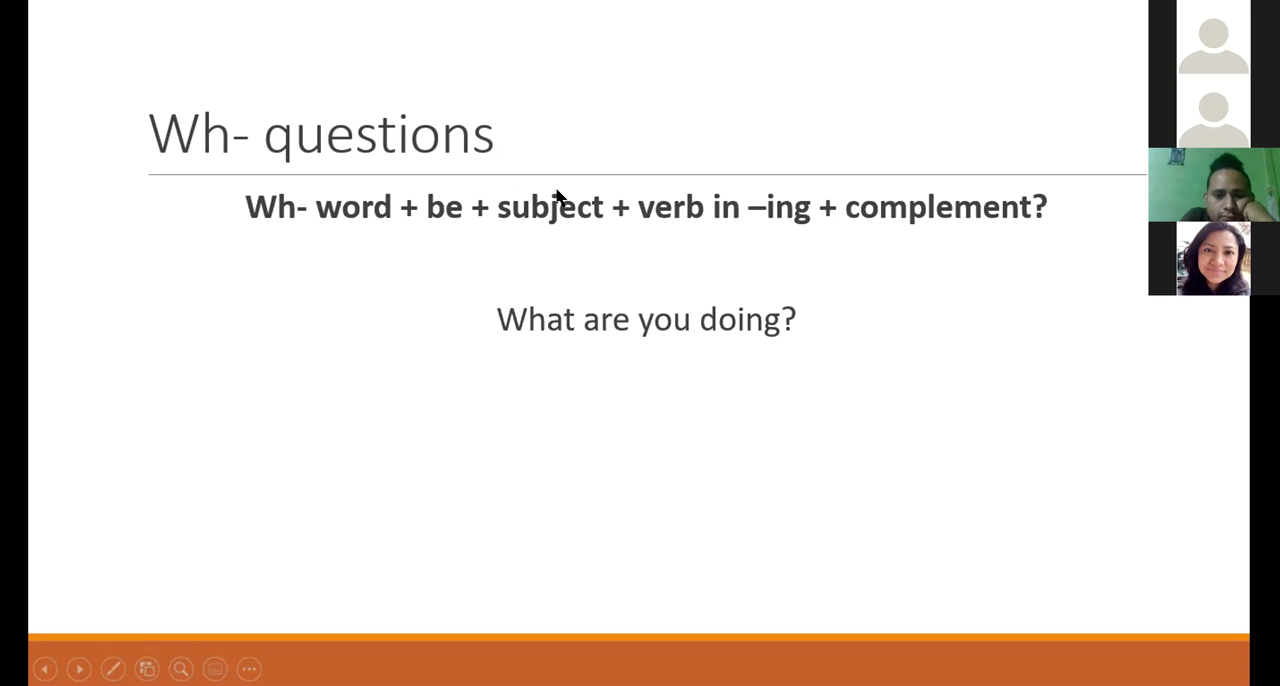 Wh- questions
Wh- word + be + subject + verb in –ing + complement?
What are you doing?